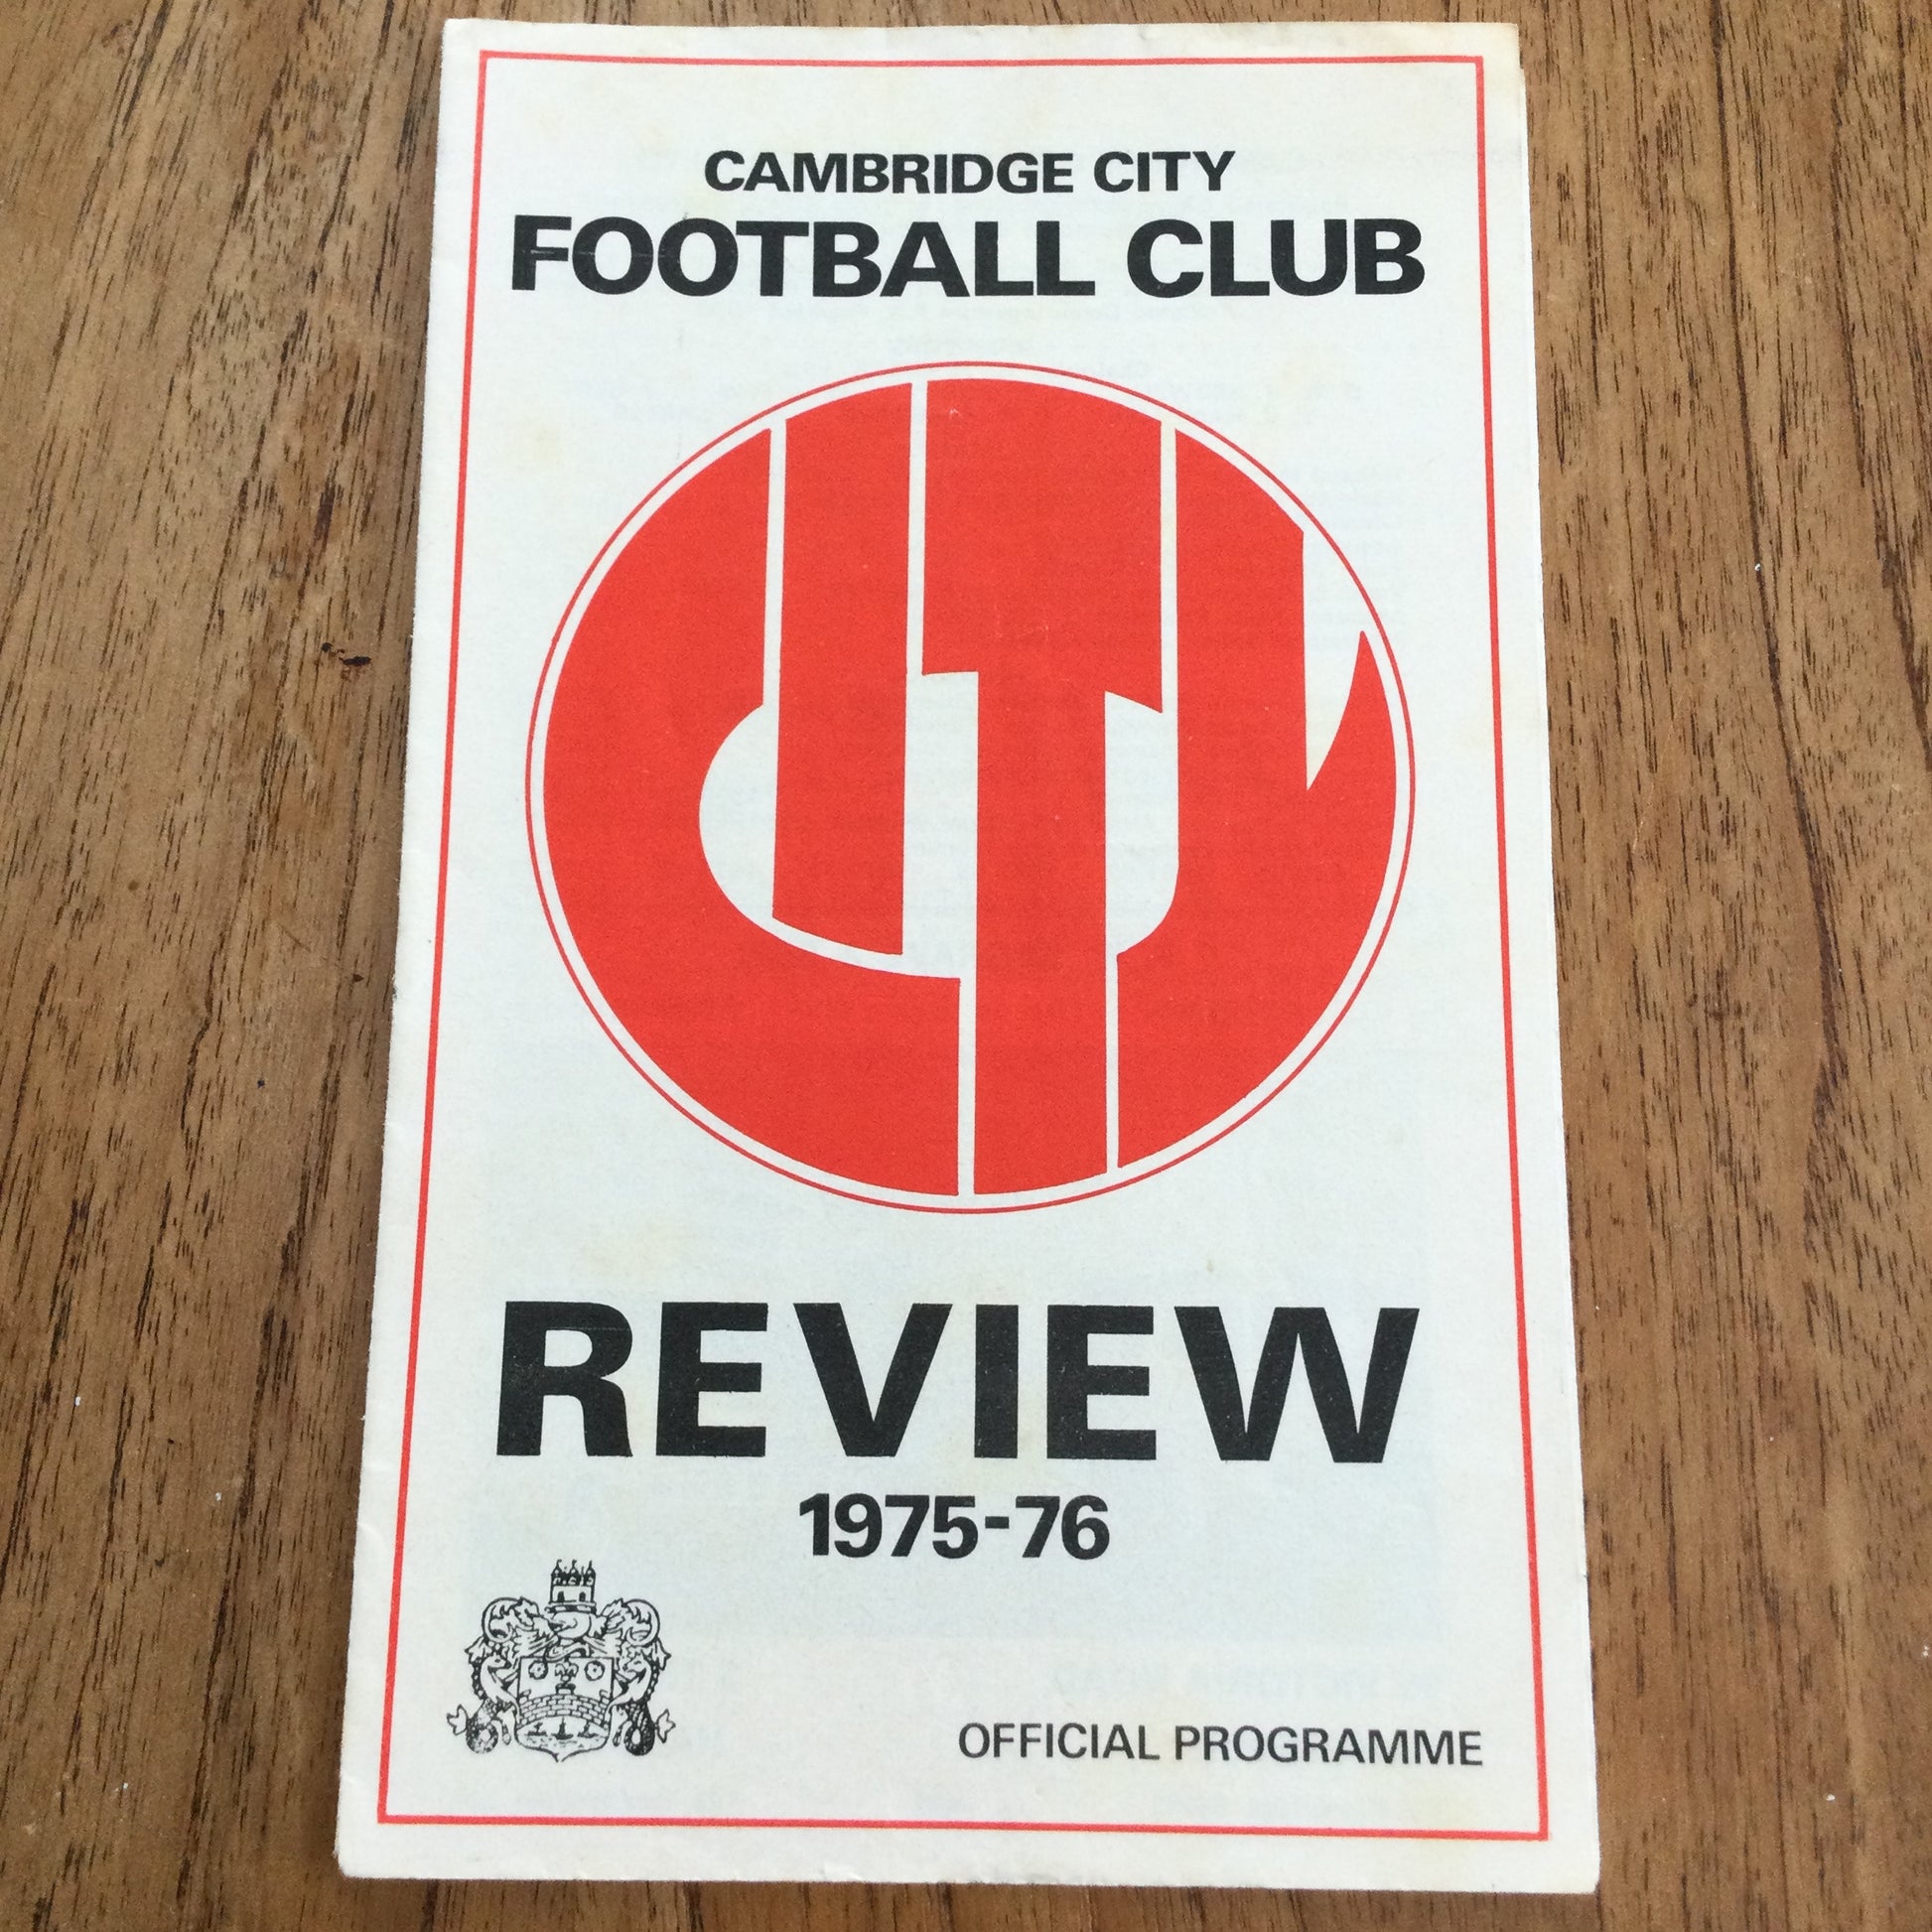 CAMBRIDGE CITY
FOOTBALL CLUB
CITY
REVIEW
1975-76
OFFICIAL PROGRAMME